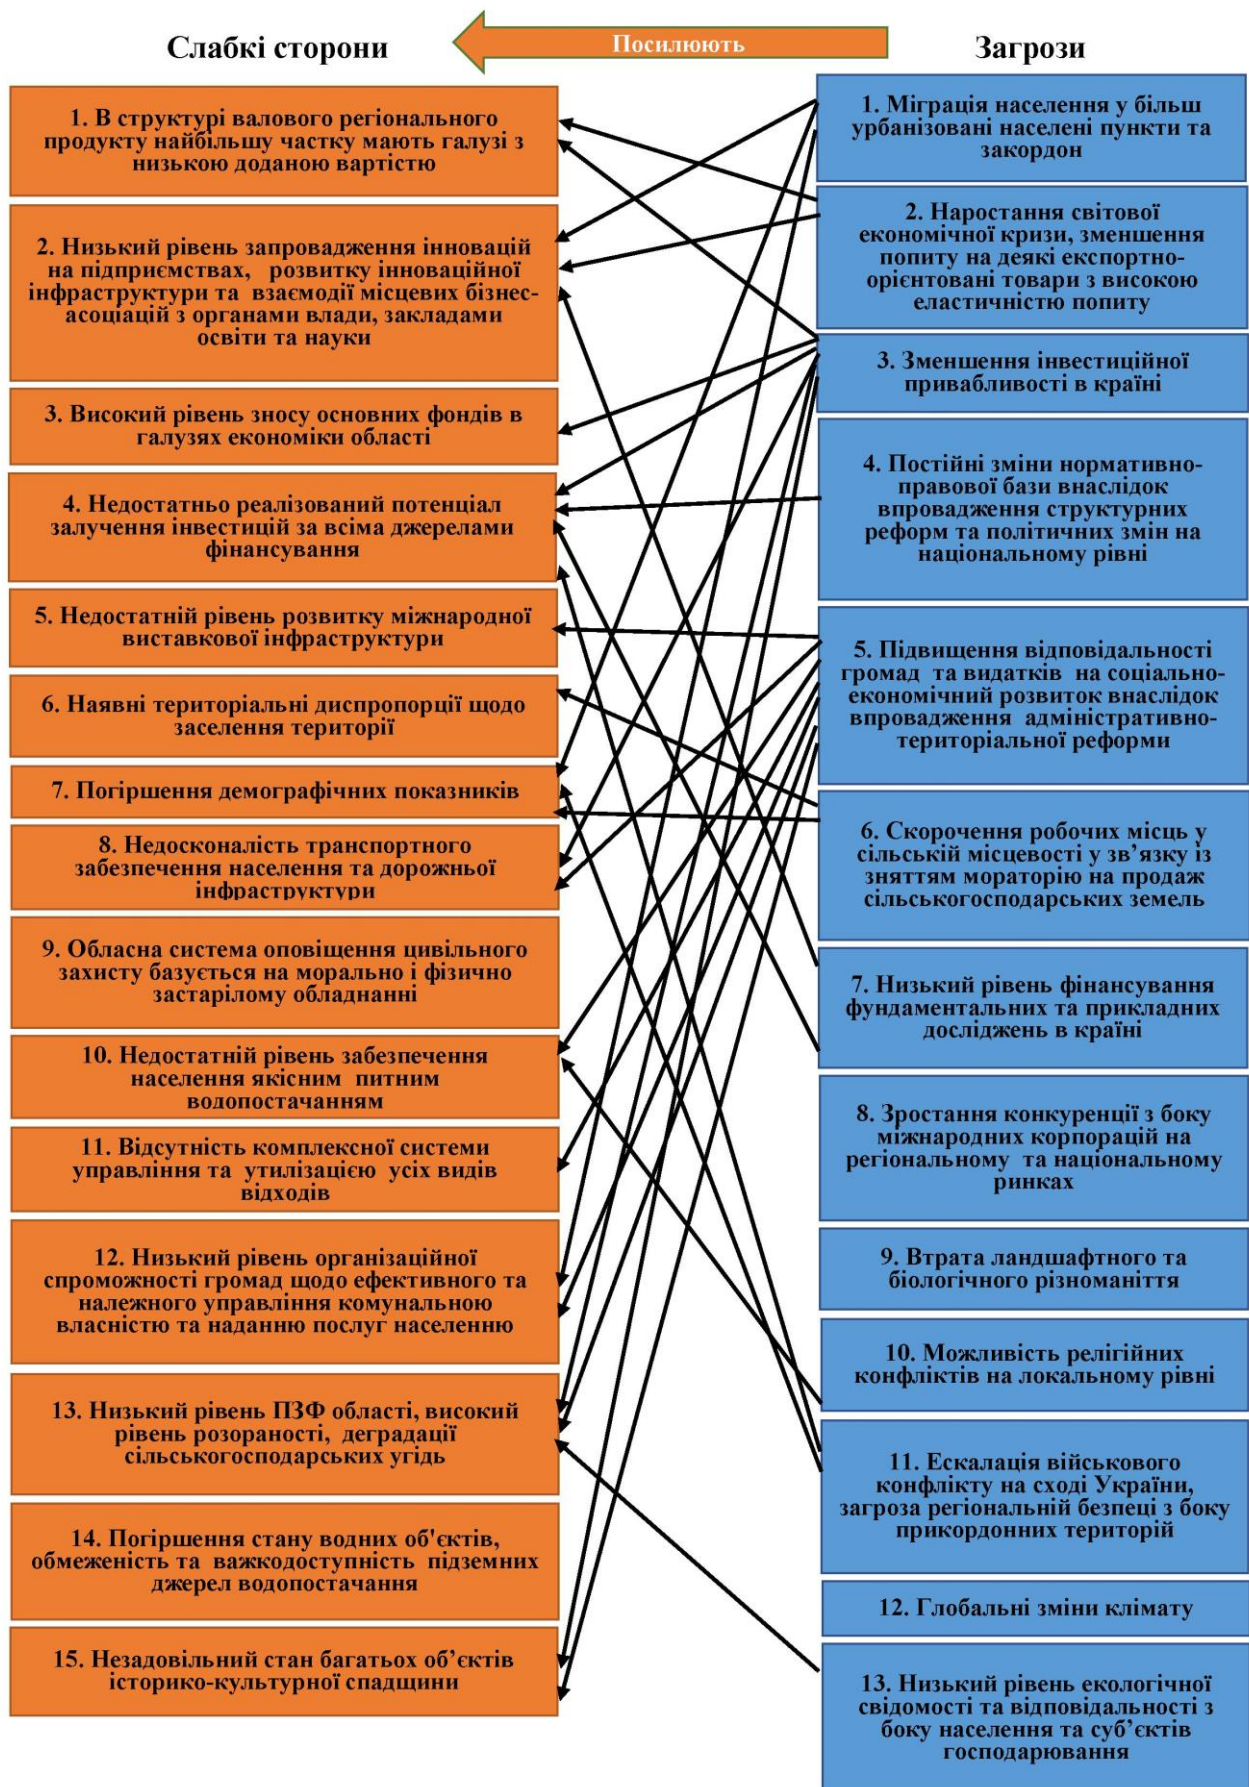 Слабкі сторони
Посилюють
Загрози
1. В структурі валового регіонального
продукту найбільшу частку мають галузі з
низькою доданою вартістю
2. Низький рівень запровадження інновацій
на підприємствах, розвитку інноваційної
інфраструктури та взаємодії місцевих бізнес-
асоціацій з органами влади, закладами
освіти та науки
3. Високий рівень зносу основних фондів в
галузях економіки області
4. Недостатньо реалізований потенціал
залучення інвестицій за всіма джерелами
фінансування
5. Недостатній рівень розвитку міжнародної
виставкової інфраструктури
6. Наявні територіальні диспропорції щодо
заселення території
7. Погіршення демографічних показників
8. Недосконалість транспортного
забезпечення населення та дорожньої
інфраструктури
9. Обласна система оповіщення цивільного
захисту базується на морально і фізично
застарілому обладнанні
10. Недостатній рівень забезпечення
населення якісним питним
водопостачанням
11. Відсутність комплексної системи
управління та утилізацією усіх видів
відходів
12. Низький рівень організаційної
спроможності громад щодо ефективного та
належного управління комунальною
власністю та наданню послуг населенню
13. Низький рівень ПЗФ області, високий
рівень розораності, деградації
сільськогосподарських угідь
14. Погіршення стану водних об'єктів,
обмеженість та важкодоступність підземних
джерел водопостачання
15. Незадовільний стан багатьох об’єктів
історико-культурної спадщини
1. Міграція населення у більш
урбанізовані населені пункти та
закордон
2. Наростання світової
економічної кризи, зменшення
попиту на деякі експортно-
орієнтовані товари з високою
еластичністю попиту
3. Зменшення інвестиційної
привабливості в країні
4. Постійні зміни нормативно-
правової бази внаслідок
впровадження структурних
реформ та політичних змін на
національному рівні
5. Підвищення відповідальності
громад та видатків на соціально-
економічний розвиток внаслідок
впровадження адміністративно-
територіальної реформи
6. Скорочення робочих місць у
сільській місцевості у зв’язку із
зняттям мораторію на продаж
сільськогосподарських земель
7. Низький рівень фінансування
фундаментальних та прикладних
досліджень в країні
8. Зростання конкуренції з боку
міжнародних корпорацій на
регіональному та національному
ринках
9. Втрата ландшафтного та
біологічного різноманіття
10. Можливість релігійних
конфліктів на локальному рівні
11. Ескалація військового
конфлікту на сході України,
загроза регіональній безпеці з боку
прикордонних територій
12. Глобальні зміни клімату
13. Низький рівень екологічної
свідомості та відповідальності з
боку населення та суб’єктів
господарювання